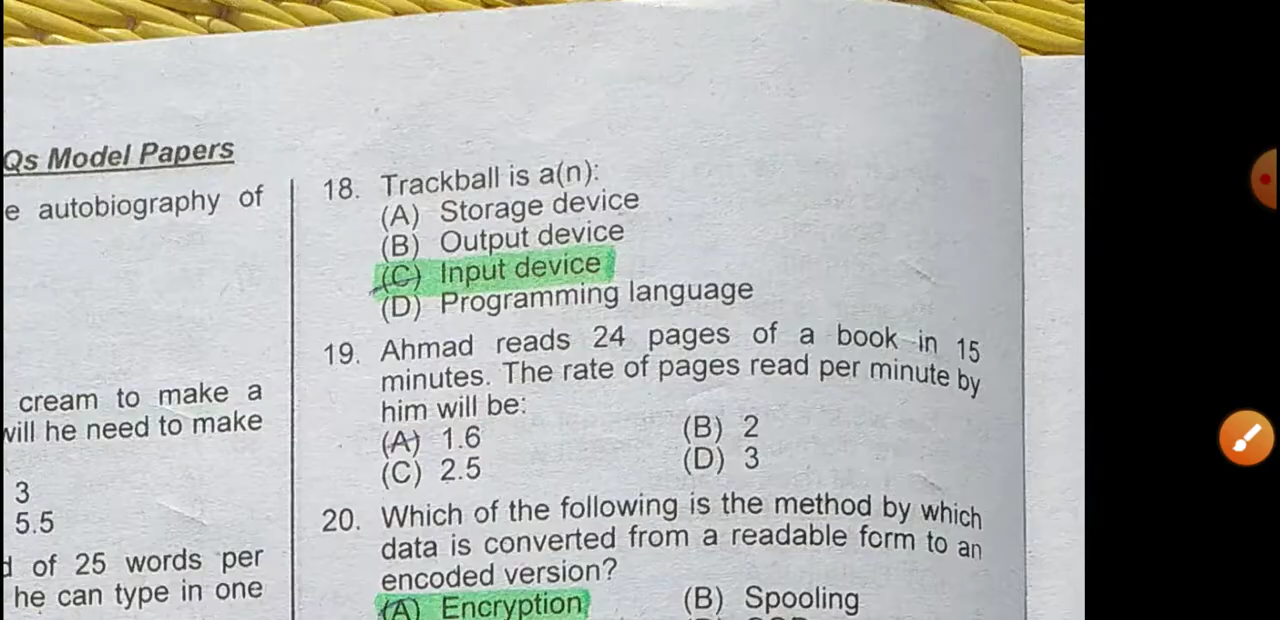 Qs Model Papers
e autobiography of
cream to make a
will he need to make
3
5.5
d of 25 words per
he can type in one
18. Trackball is a(n):
(A) Storage device
(B) Output device
(C) Input device
(D) Programming language
19. Ahmad reads 24 pages of a book in 15
minutes. The rate of pages read per minute by
him will be:
(A) 1.6 (B) 2
(C) 2.5 (D) 3
20. Which of the following is the method by which
data is converted from a readable form to an
encoded version?
(A) Encryption (B) Spooling